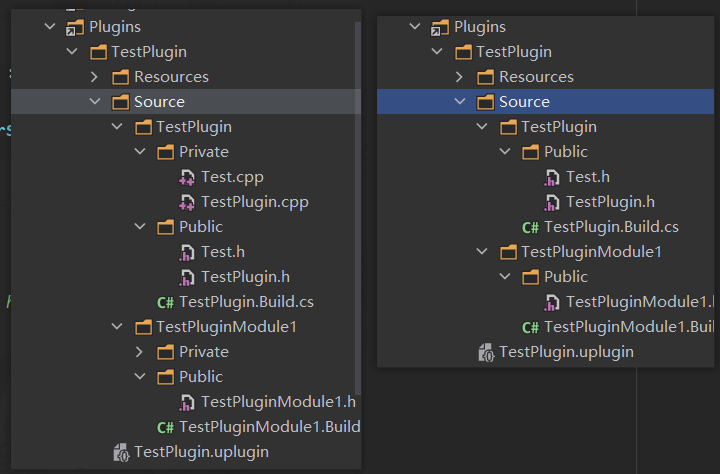 Plugins
TestPlugin
Resources
Source
TestPlugin
Private
Test.cpp
TestPlugin.cpp
Public
Test.h
TestPlugin.h
C# TestPlugin.Build.cs
TestPluginModule1
Private
Public
TestPluginModule1.h
C# TestPluginModule1.Build
TestPlugin.uplugin
Plugins
TestPlugin
Resources
Source
TestPlugin
Public
Test.h
TestPlugin.h
C# TestPlugin.Build.cs
TestPluginModule1
Public
TestPluginModule1.
C# TestPluginModule1.Buil
TestPlugin.uplugin